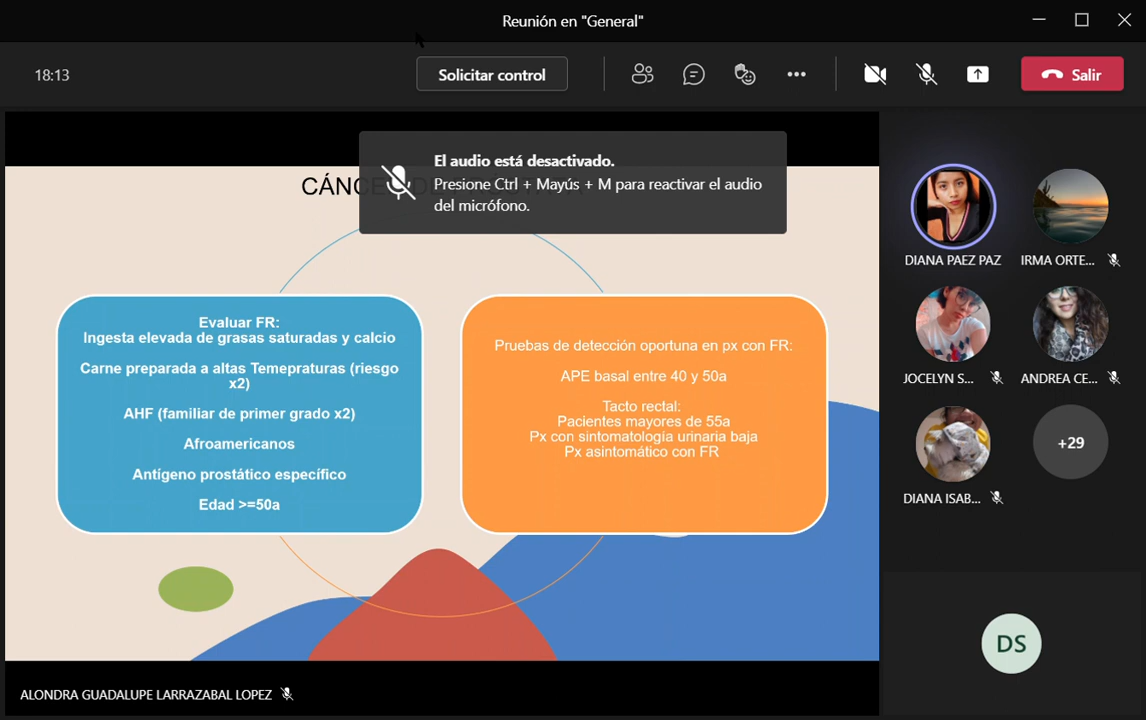 Reunión en "General"
18:13
Solicitar control
Salir
El audio está desactivado.
Presione Ctrl + Mayús + M para reactivar el audio
del micrófono.
Evaluar FR:
Ingesta elevada de grasas saturadas y calcio
Carne preparada a altas Temepraturas (riesgo
x2)
AHF (familiar de primer grado x2)
Afroamericanos
Antígeno prostático específico
Edad >=50a
Pruebas de detección oportuna en px con FR:
APE basal entre 40 y 50a
Tacto rectal:
Pacientes mayores de 55a
Px con sintomatología urinaria baja
Px asintomático con FR
DIANA PAEZ PAZ
IRMA ORTE...
JOCELYN S...
ANDREA CE...
DIANA ISAB...
+29
DS
ALONDRA GUADALUPE LARRAZABAL LOPEZ